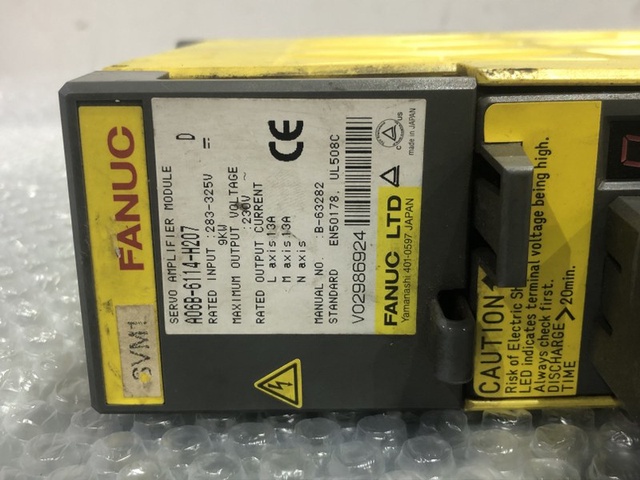 FANUC
SERVO AMPLIFIER MODULE D
A06B-6114-H207
RATED INPUT :283-325V
9KW
MAXIMUM OUTPUT VOLTAGE
:230V ~
RATED OUTPUT CURRENT
L axis:13A
M axis:13A
N axis
CE
MANUAL NO. :B-63282
STANDARD EN50178, UL508C
V02986924
made in JAPAN
FANUC LTD
Yamanashi 401-0597 JAPAN
CAUTION
LED indicates terminal voltage being high.
Always check first.
DISCHARGE > 20min.
TIME
Risk of Electric Sh
SVM1